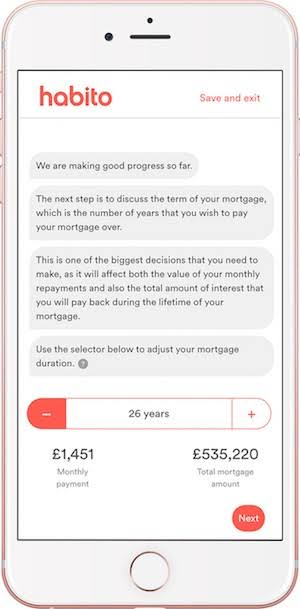 habito
Save and exit
We are making good progress so far.
The next step is to discuss the term of your mortgage,
which is the number of years that you wish to pay
your mortgage over.
This is one of the biggest decisions that you need to
make, as it will affect both the value of your monthly
repayments and also the total amount of interest that
you will pay back during the lifetime of your
mortgage.
Use the selector below to adjust your mortgage
duration. ?
− 26 years +
£1,451 £535,220
Monthly Total mortgage
payment amount
Next